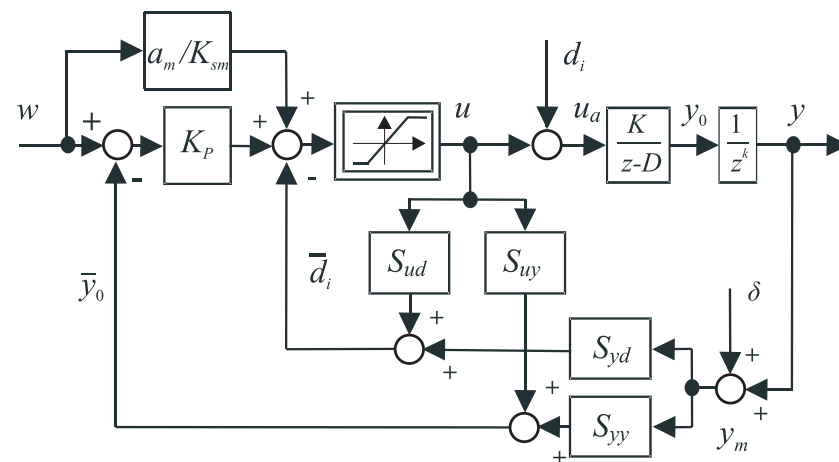 a_m/K_sm
d_i
w
+
K_P
+
+
u
u_a
K
z-D
y_0
1
z^k
y
-
-
d̄_i
S_ud
S_uy
ȳ_0
+
+
S_yd
δ
+
+
y_m
+
+
S_yy